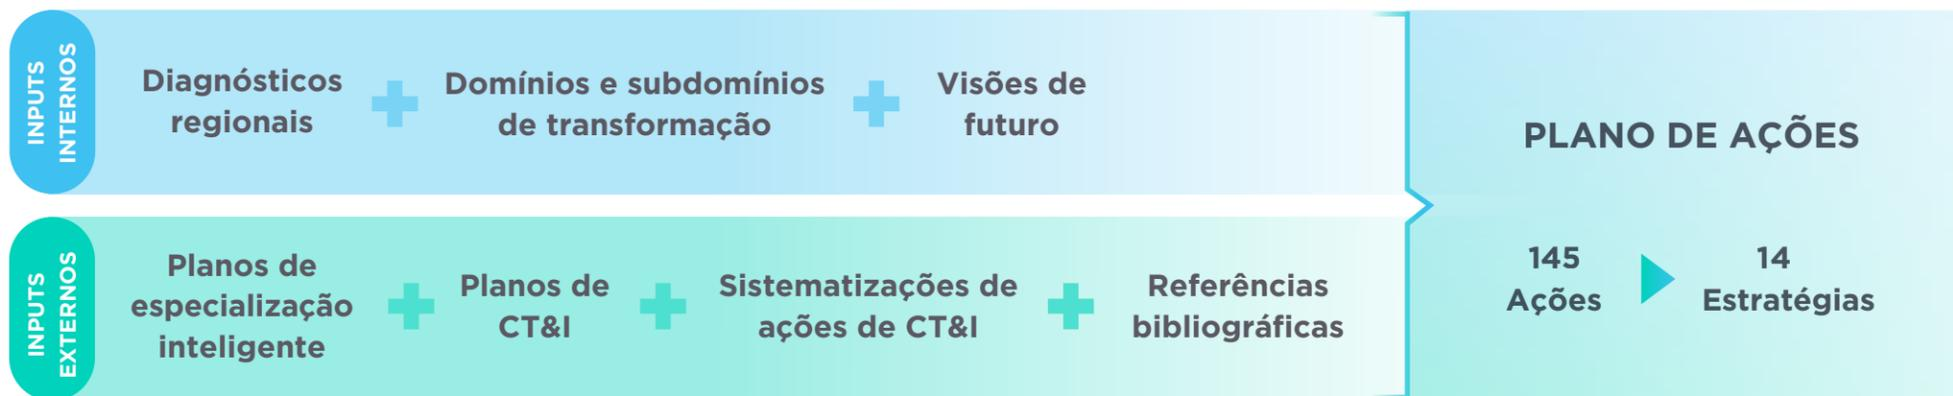 INPUTS
INTERNOS
Diagnósticos
regionais
Domínios e subdomínios
de transformação
Visões de
futuro
INPUTS
EXTERNOS
Planos de
especialização
inteligente
Planos de
CT&I
Sistematizações de
ações de CT&I
Referências
bibliográficas
PLANO DE AÇÕES
145
Ações
14
Estratégias